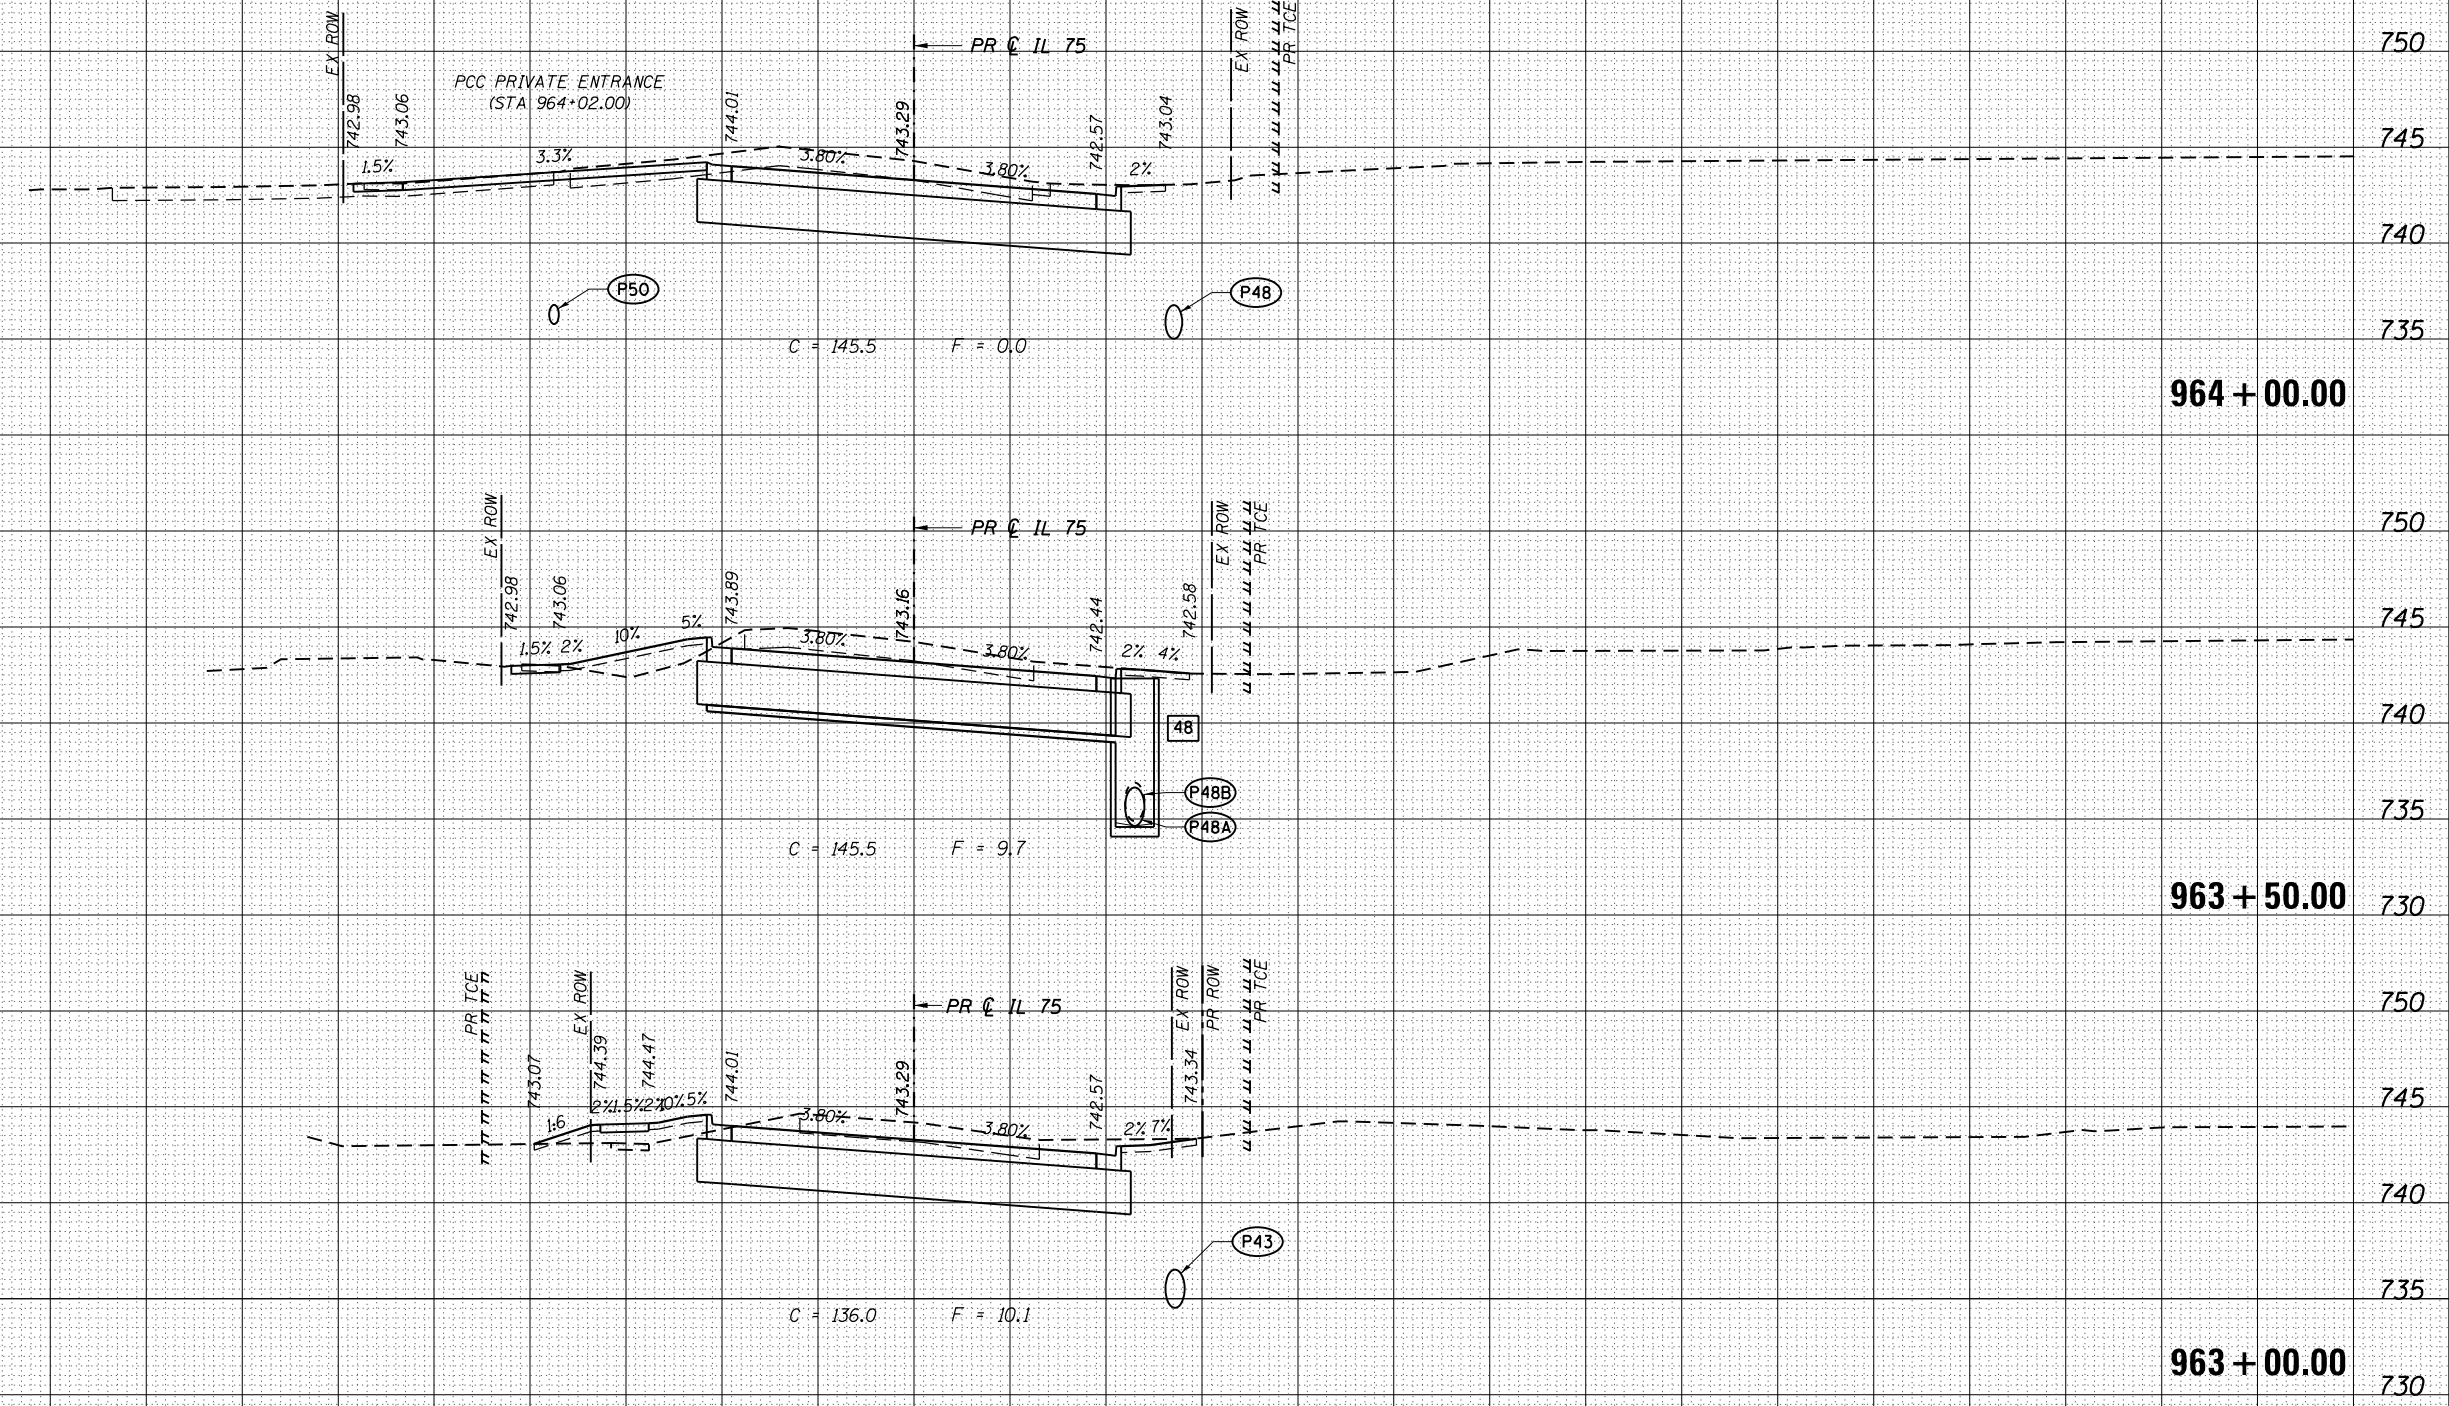 EX ROW
PCC PRIVATE ENTRANCE
(STA 964+02.00)
PR ℄ IL 75
EX ROW
PR TCE
750
742.98
743.06
744.01
743.29
742.57
743.04
745
1.5%
3.3%
3.80%
3.80%
2%
740
P50
P48
735
C = 145.5 F = 0.0
964+00.00
EX ROW
PR ℄ IL 75
EX ROW
PR TCE
750
742.98
743.06
743.89
743.16
742.44
742.58
745
1.5% 2%
10%
5%
3.80%
3.80%
2% 4%
48
740
P48B
P48A
735
C = 145.5 F = 9.7
963+50.00
730
PR TCE
EX ROW
PR ℄ IL 75
EX ROW
PR ROW
PR TCE
750
743.07
744.39
744.47
744.01
743.29
742.57
743.34
745
1:6
2%
1.5%
2%
5%
3.80%
3.80%
2% 7%
740
P43
735
C = 136.0 F = 10.1
963+00.00
730